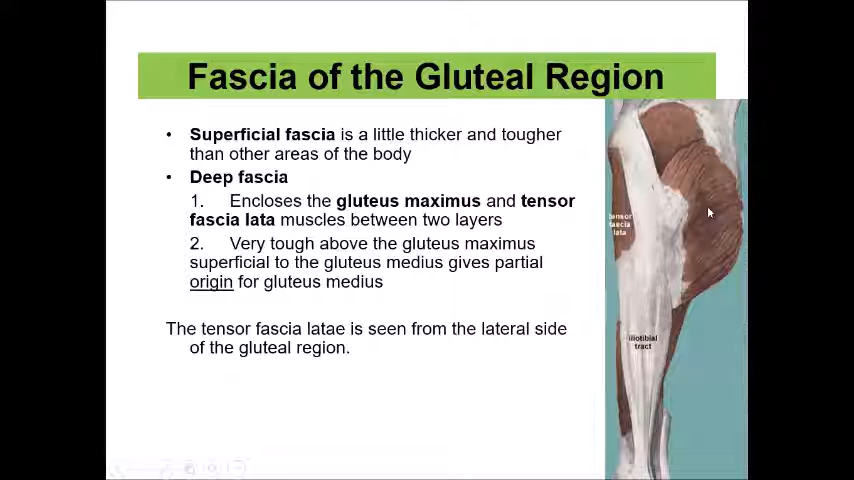 Fascia of the Gluteal Region
• Superficial fascia is a little thicker and tougher
than other areas of the body
• Deep fascia
1. Encloses the gluteus maximus and tensor
fascia lata muscles between two layers
2. Very tough above the gluteus maximus
superficial to the gluteus medius gives partial
origin for gluteus medius
The tensor fascia latae is seen from the lateral side
of the gluteal region.
tensor
fascia
lata
iliotibial
tract